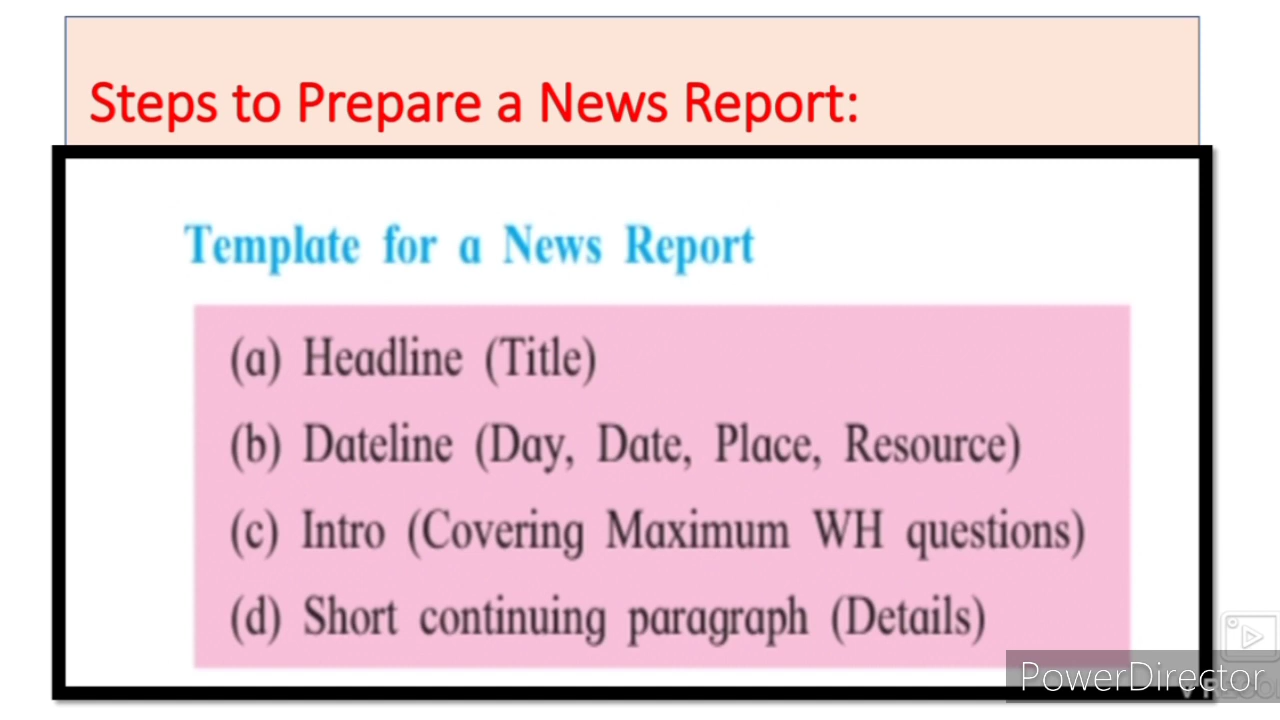 Steps to Prepare a News Report:
Template for a News Report
(a) Headline (Title)
(b) Dateline (Day, Date, Place, Resource)
(c) Intro (Covering Maximum WH questions)
(d) Short continuing paragraph (Details)
PowerDirector